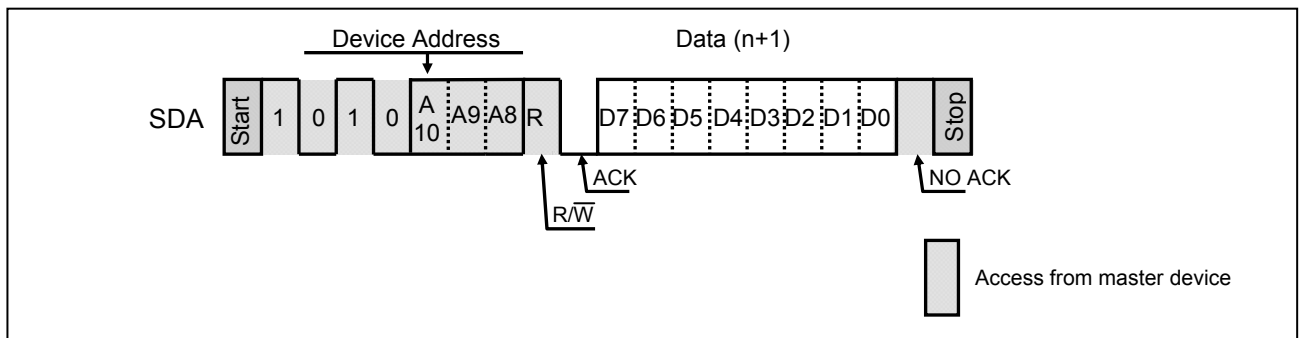 Device Address
Data (n+1)
SDA
Start 1 0 1 0 A 10 A9 A8 R D7 D6 D5 D4 D3 D2 D1 D0 Stop
ACK
NO ACK
R/W̅
Access from master device